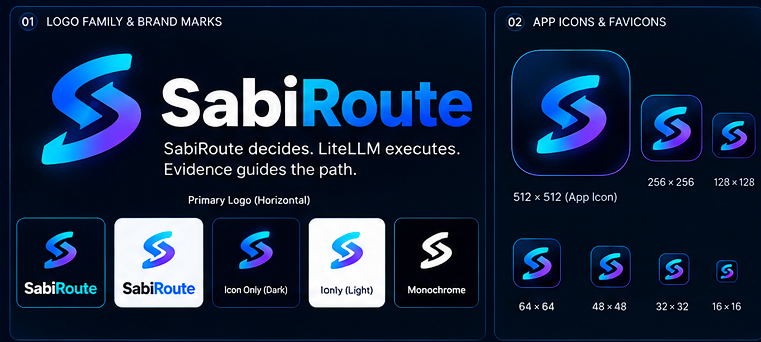 01 LOGO FAMILY & BRAND MARKS
SabiRoute
SabiRoute decides. LiteLLM executes.
Evidence guides the path.
Primary Logo (Horizontal)
SabiRoute
SabiRoute
Icon Only (Dark)
Ionly (Light)
Monochrome
02 APP ICONS & FAVICONS
512 × 512 (App Icon)
256 × 256
128 × 128
64 × 64
48 × 48
32 × 32
16 × 16